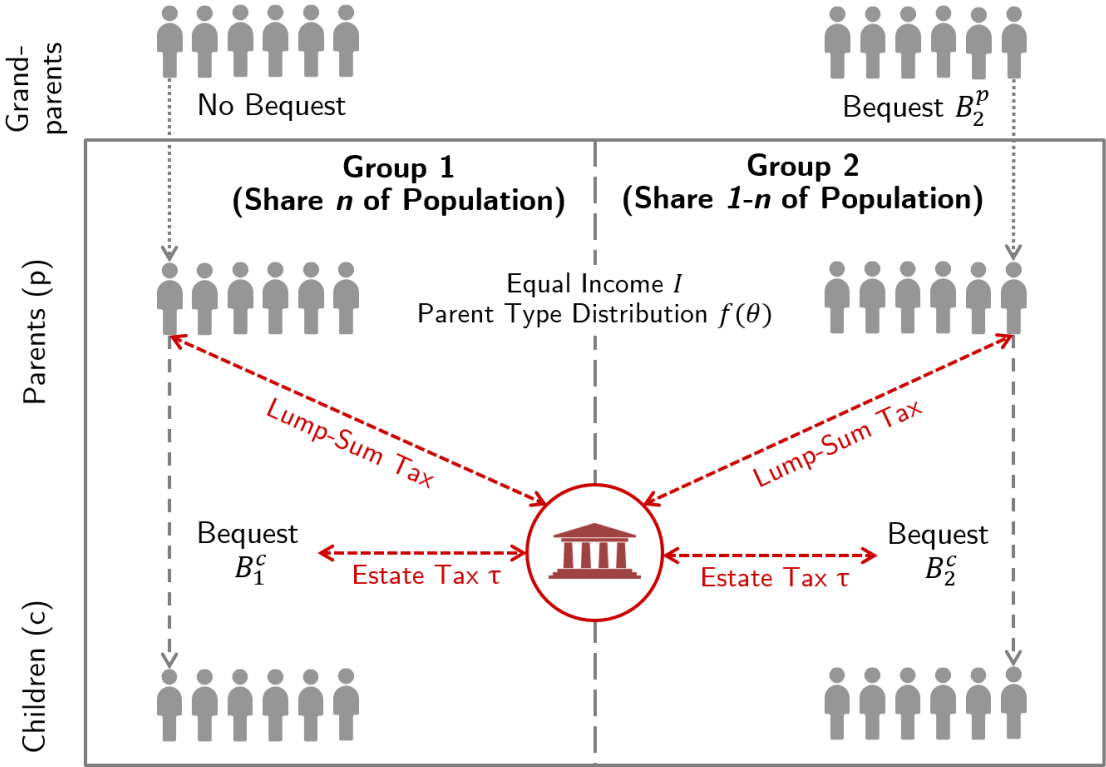 Grand-
parents
No Bequest
Bequest B₂ᵖ
Group 1
(Share n of Population)
Group 2
(Share 1-n of Population)
Parents (p)
Equal Income I
Parent Type Distribution f(θ)
Lump-Sum Tax
Lump-Sum Tax
Bequest
B₁ᶜ
Estate Tax τ
Estate Tax τ
Bequest
B₂ᶜ
Children (c)